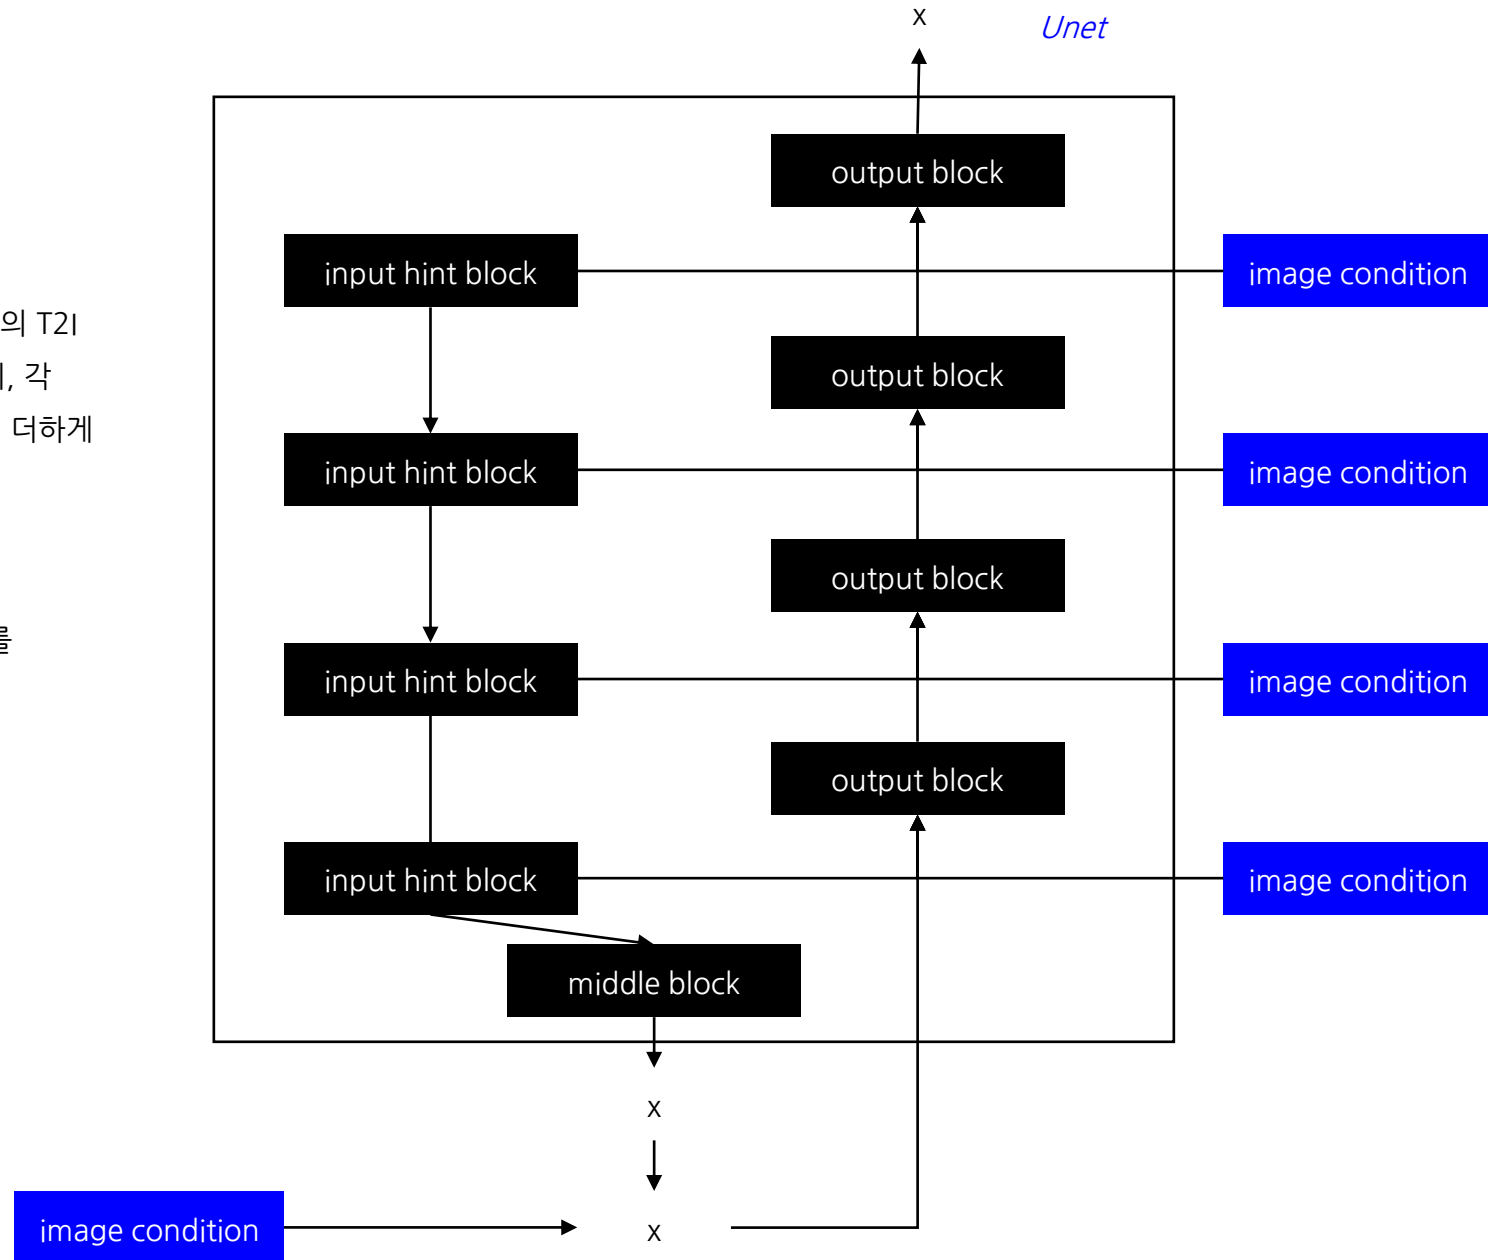 x
Unet
output block
input hint block
image condition
의 T2I
output block
, 각
더하게
input hint block
image condition
output block
를
input hint block
image condition
output block
input hint block
image condition
middle block
x
image condition
x